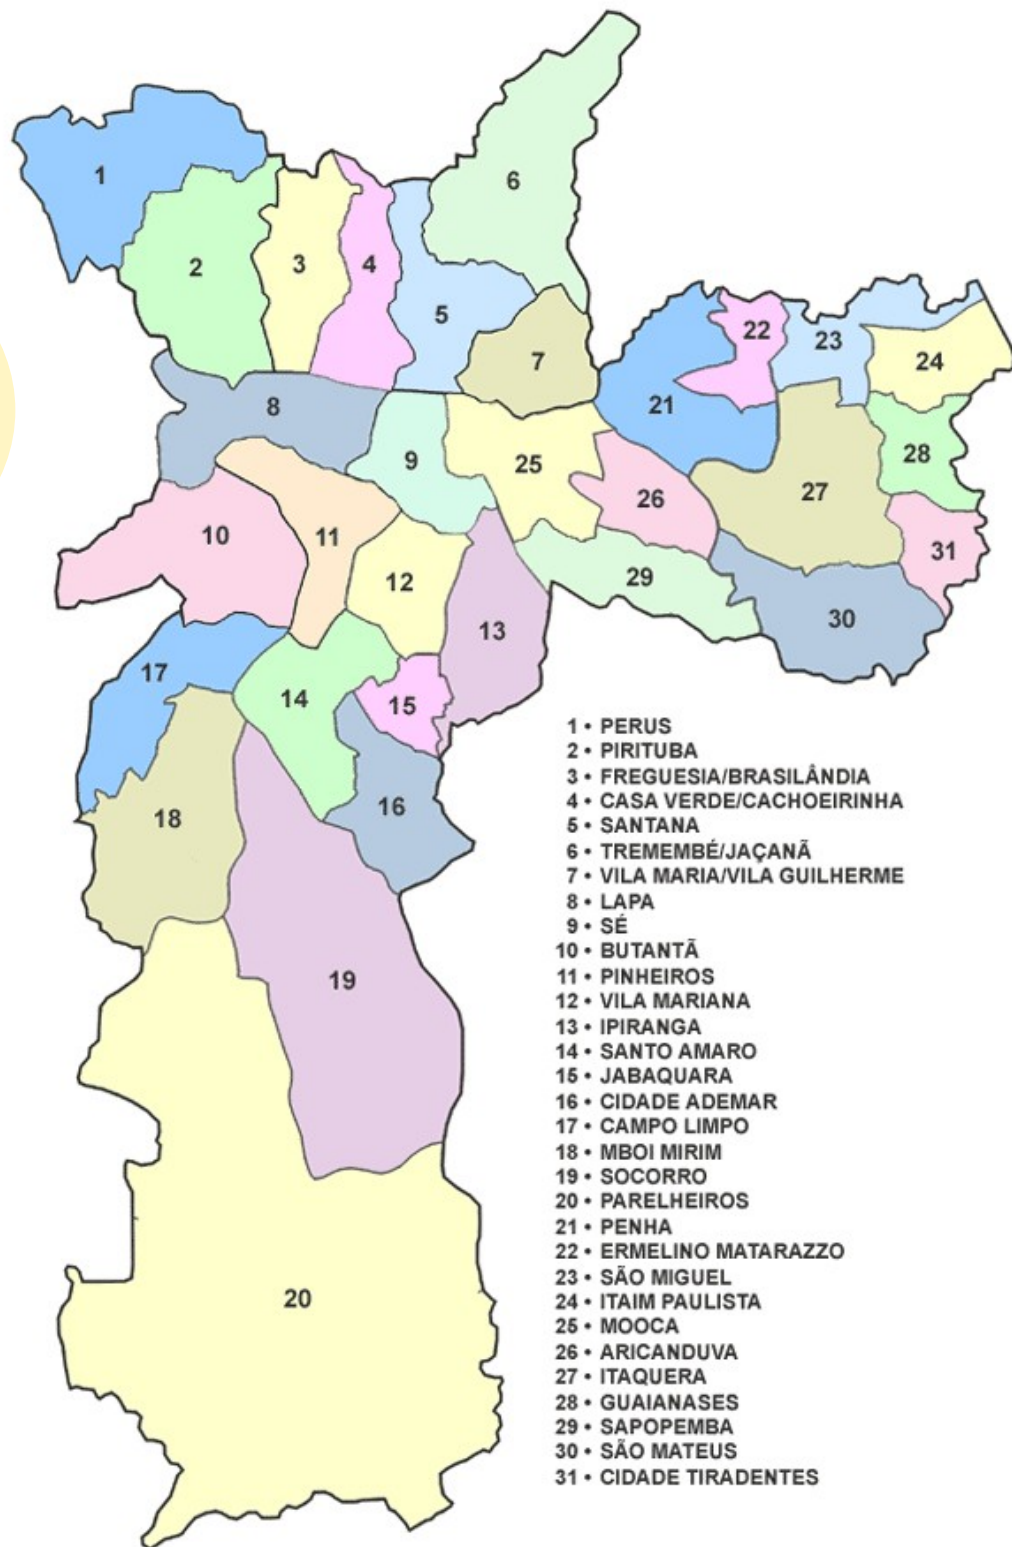 6
1
2
3
4
5
22
23
7
24
21
8
9
25
28
26
27
10
11
31
29
12
30
13
17
14
15
16
18
19
20
1 • PERUS
2 • PIRITUBA
3 • FREGUESIA/BRASILÂNDIA
4 • CASA VERDE/CACHOEIRINHA
5 • SANTANA
6 • TREMEMBÉ/JAÇANÃ
7 • VILA MARIA/VILA GUILHERME
8 • LAPA
9 • SÉ
10 • BUTANTÃ
11 • PINHEIROS
12 • VILA MARIANA
13 • IPIRANGA
14 • SANTO AMARO
15 • JABAQUARA
16 • CIDADE ADEMAR
17 • CAMPO LIMPO
18 • MBOI MIRIM
19 • SOCORRO
20 • PARELHEIROS
21 • PENHA
22 • ERMELINO MATARAZZO
23 • SÃO MIGUEL
24 • ITAIM PAULISTA
25 • MOOCA
26 • ARICANDUVA
27 • ITAQUERA
28 • GUAIANASES
29 • SAPOPEMBA
30 • SÃO MATEUS
31 • CIDADE TIRADENTES